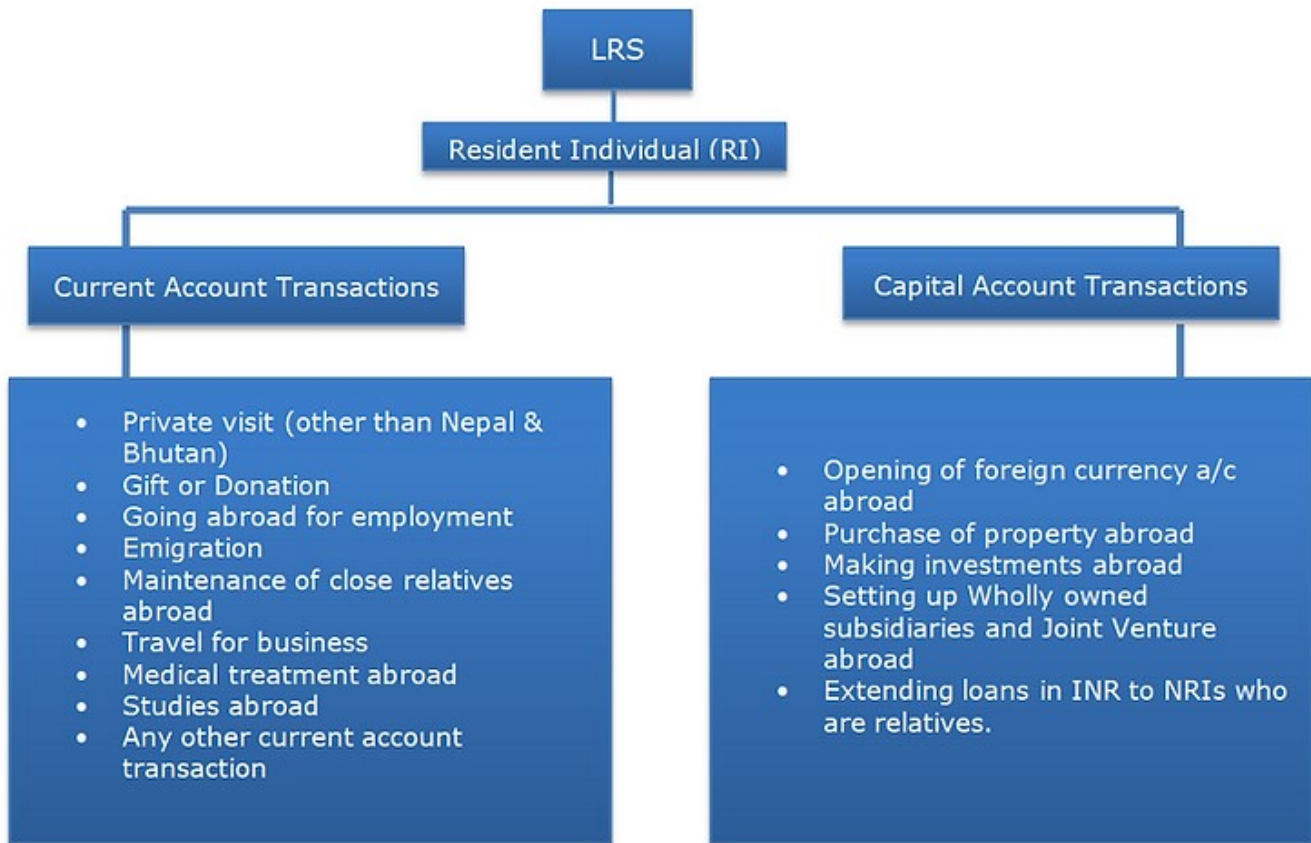 LRS
Resident Individual (RI)
Current Account Transactions
Capital Account Transactions
• Private visit (other than Nepal &
Bhutan)
• Gift or Donation
• Going abroad for employment
• Emigration
• Maintenance of close relatives
abroad
• Travel for business
• Medical treatment abroad
• Studies abroad
• Any other current account
transaction
• Opening of foreign currency a/c
abroad
• Purchase of property abroad
• Making investments abroad
• Setting up Wholly owned
subsidiaries and Joint Venture
abroad
• Extending loans in INR to NRIs who
are relatives.